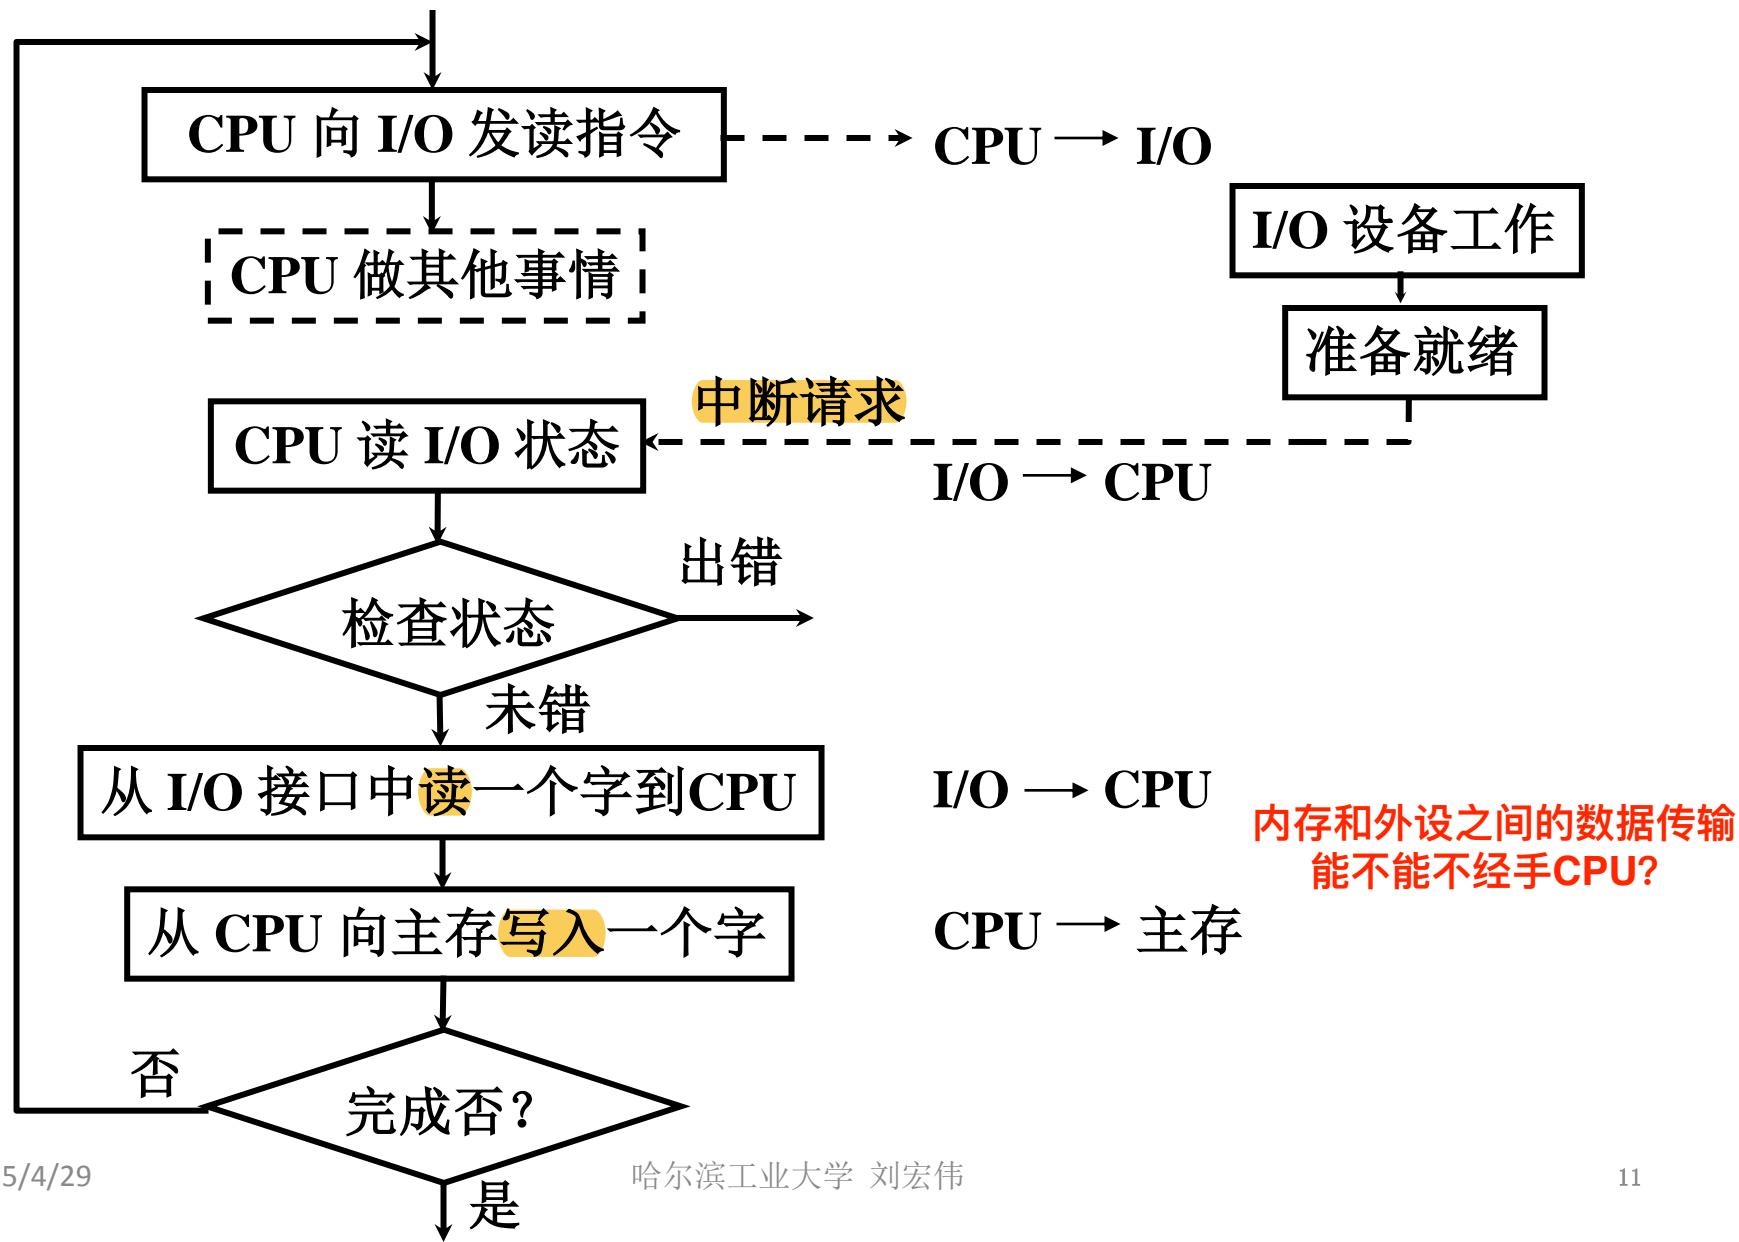 CPU 向 I/O 发读指令
CPU I/O
I/O 设备工作
CPU 做其他事情
准备就绪
中断请求
CPU 读 I/O 状态
I/O CPU
出错
检查状态
未错
从 I/O 接口中读一个字到CPU
I/O CPU
内存和外设之间的数据传输
能不能不经手CPU?
从 CPU 向主存写入一个字
CPU 主存
否
完成否?
5/4/29
哈尔滨工业大学 刘宏伟
11
是